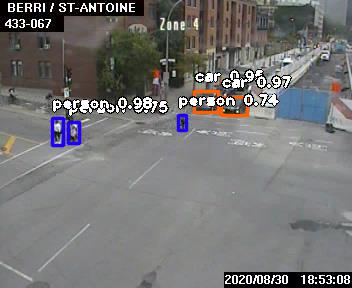 BERRI / ST-ANTOINE
433-067
Zone 4
car 0.95
car 0.97
person 0.98
person 0.75
person 0.74
2020/08/30 18:53:08